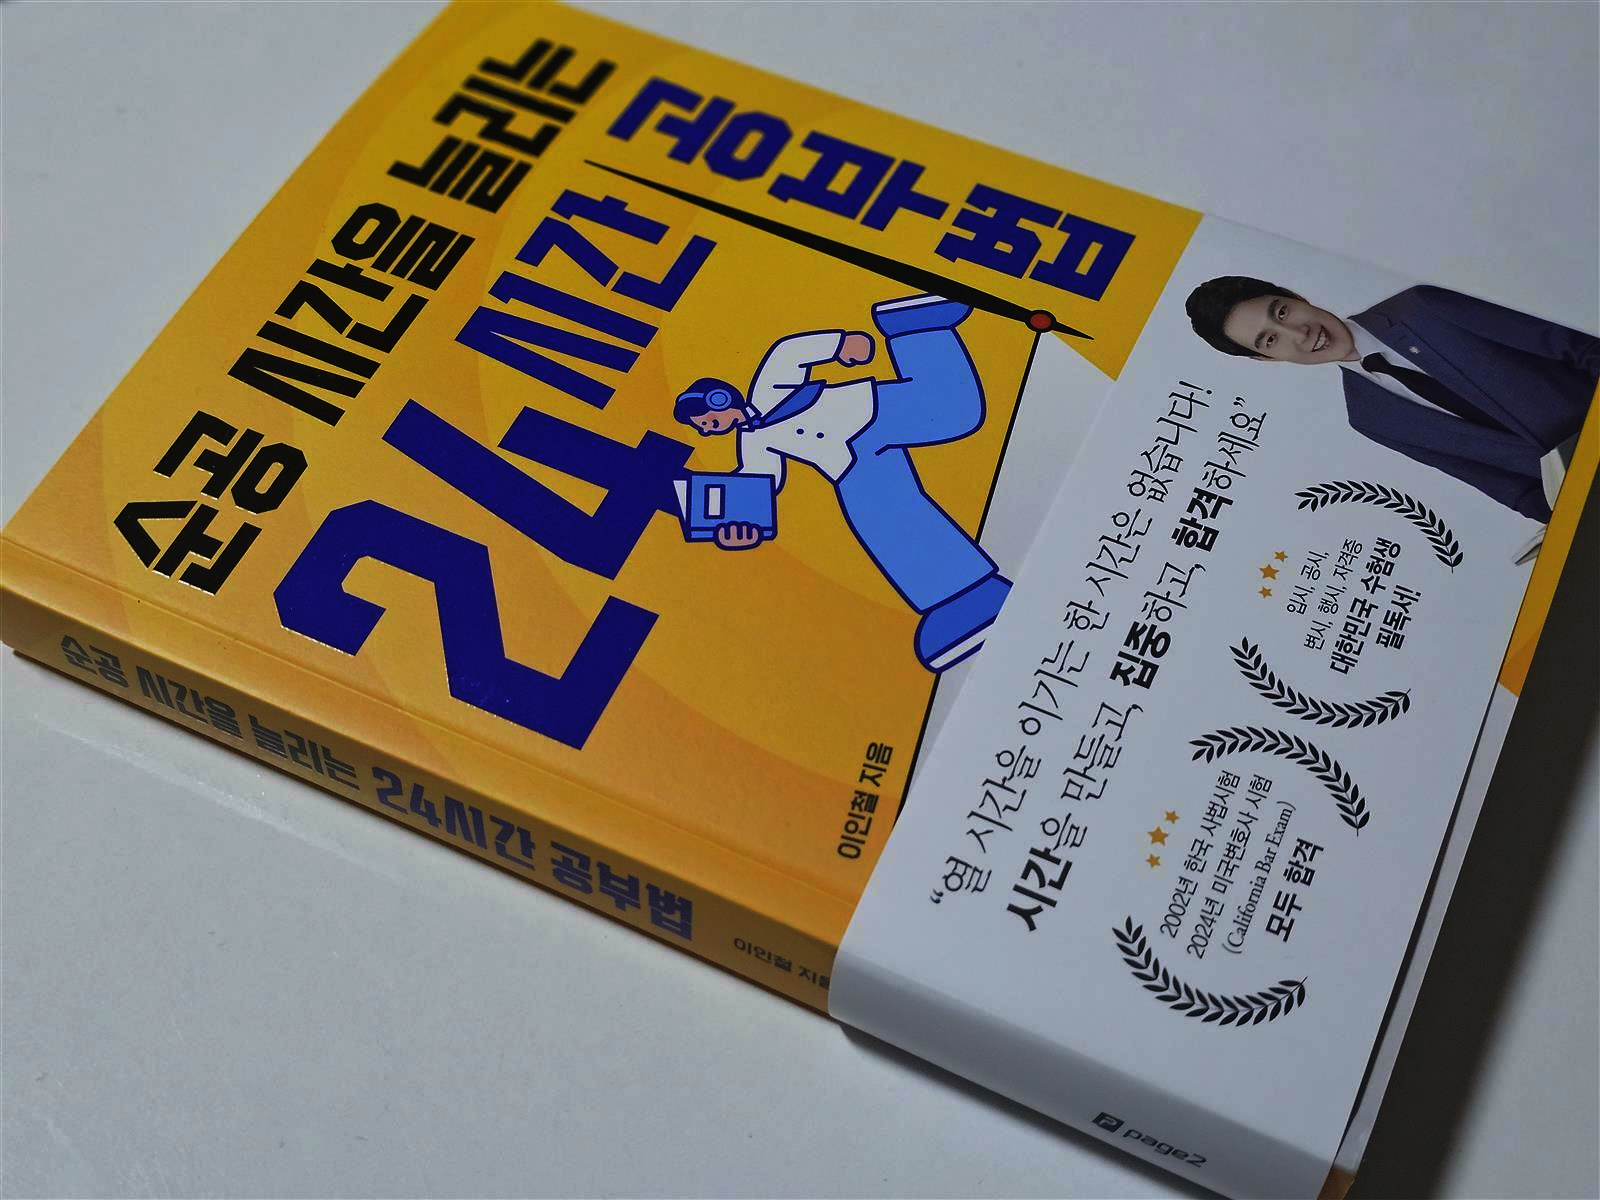 순공 시간을 늘리는
24시간
공부법
이인철 지음
“열 시간을 이기는 한 시간은 없습니다!
시간을 만들고, 집중하고, 합격하세요”
입시, 공시,
변시, 행시, 자격증
대한민국 수험생
필독서!
2002년 한국 사법시험
2024년 미국변호사 시험
(California Bar Exam)
모두 합격
순공 시간을 늘리는 24시간 공부법
이인철 지음
P page2